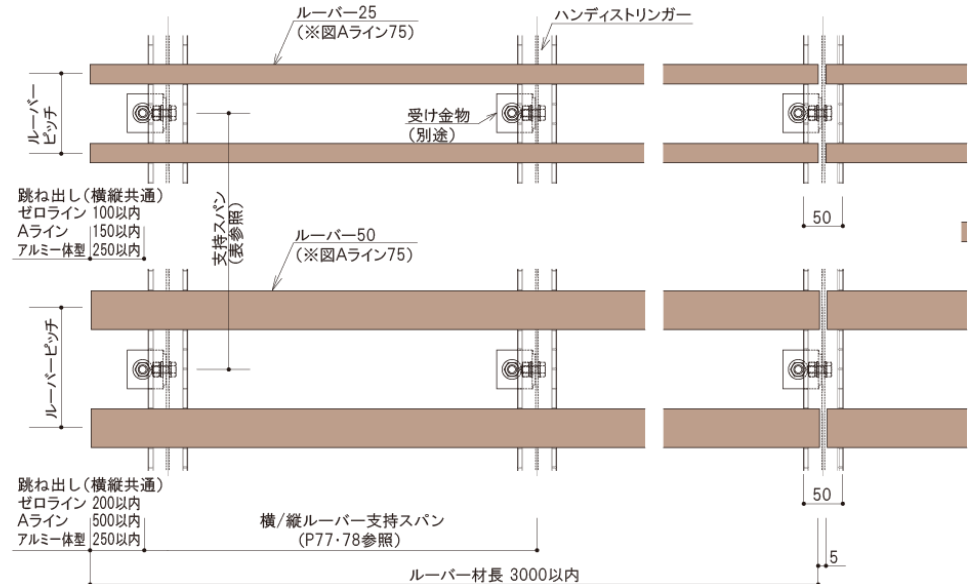 ルーバー25
(※図Aライン75)
ハンディストリンガー
ルーバー
ピッチ
受け金物
(別途)
跳ね出し(横縦共通)
ゼロライン 100以内
Aライン 150以内
アルミ一体型 250以内
支持スパン
(表参照)
50
ルーバー50
(※図Aライン75)
ルーバーピッチ
跳ね出し(横縦共通)
ゼロライン 200以内
Aライン 500以内
アルミ一体型 250以内
横/縦ルーバー支持スパン
(P77・78参照)
50
5
ルーバー材長 3000以内